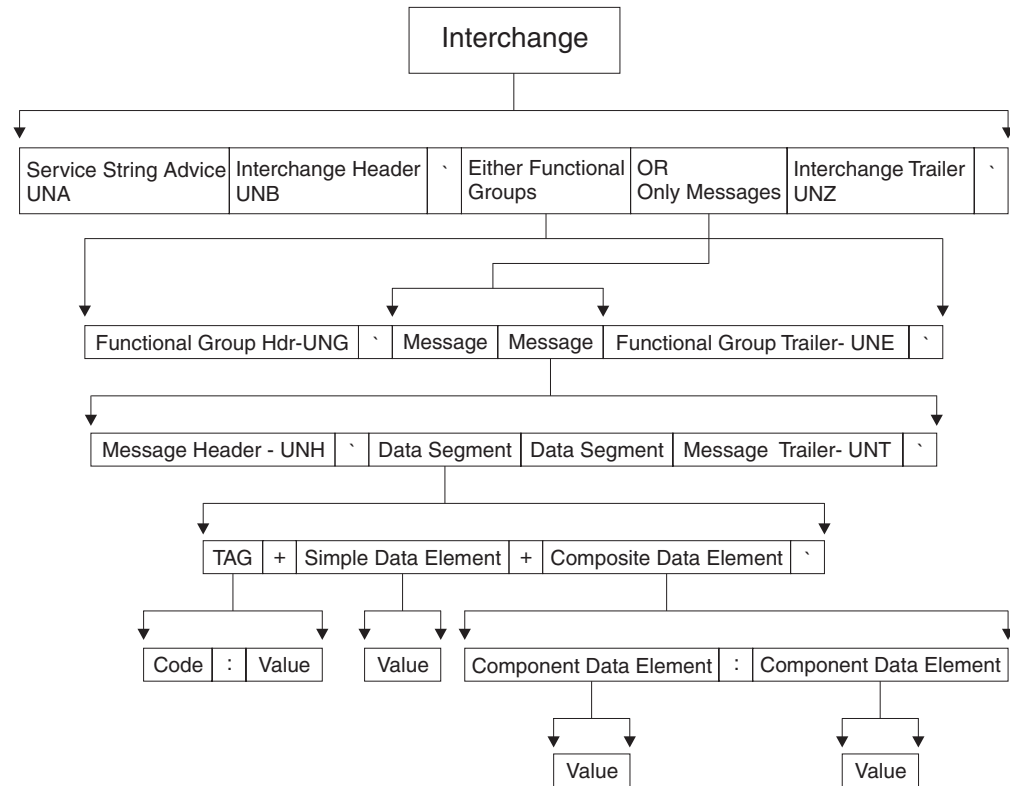 Interchange
Service String Advice
UNA
Interchange Header
UNB
`
Either Functional
Groups
OR
Only Messages
Interchange Trailer
UNZ
`
Functional Group Hdr-UNG
`
Message
Message
Functional Group Trailer- UNE
`
Message Header - UNH
`
Data Segment
Data Segment
Message Trailer- UNT
`
TAG
+
Simple Data Element
+
Composite Data Element
`
Code
:
Value
Value
Component Data Element
:
Component Data Element
Value
Value